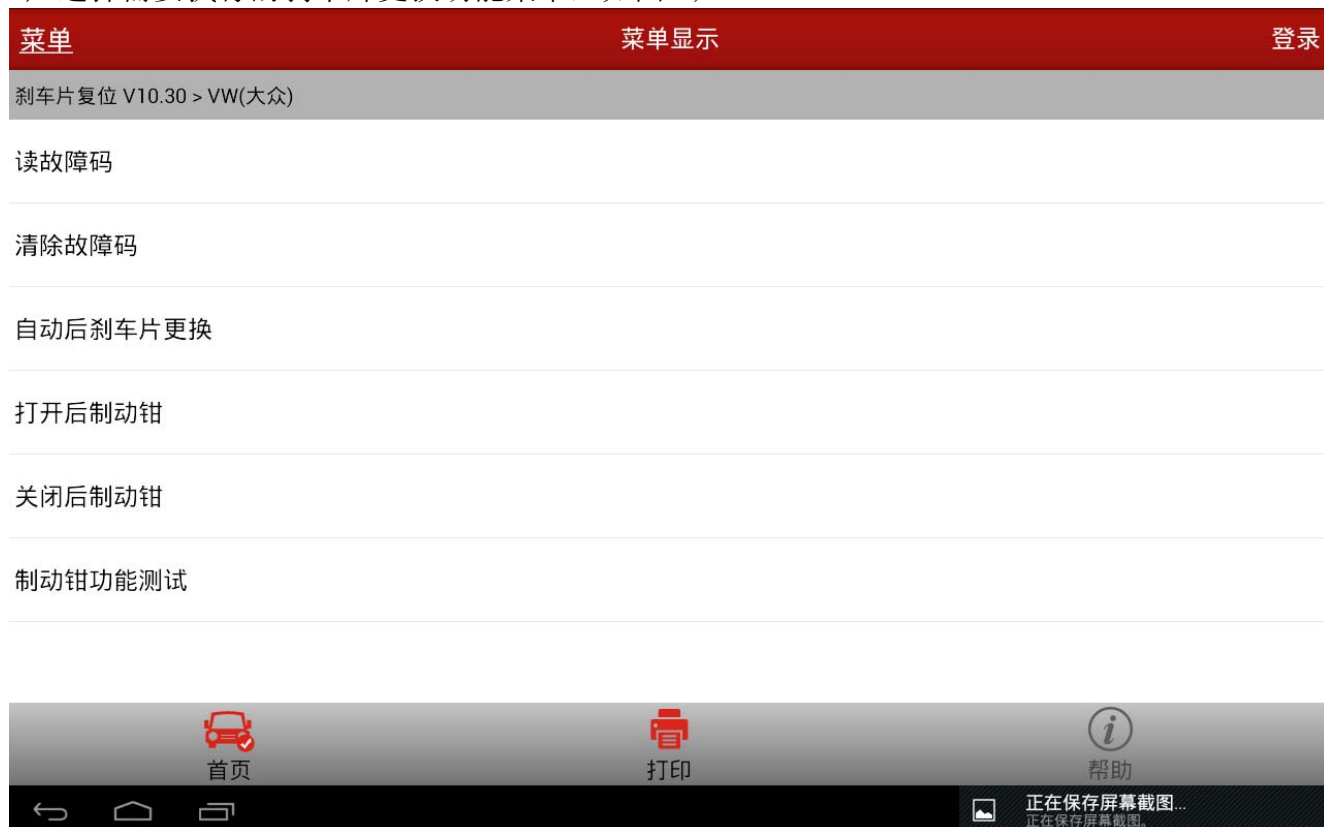 菜单
菜单显示
登录
刹车片复位 V10.30 > VW(大众)
读故障码
清除故障码
自动后刹车片更换
打开后制动钳
关闭后制动钳
制动钳功能测试
首页
打印
帮助
正在保存屏幕截图...
正在保存屏幕截图。